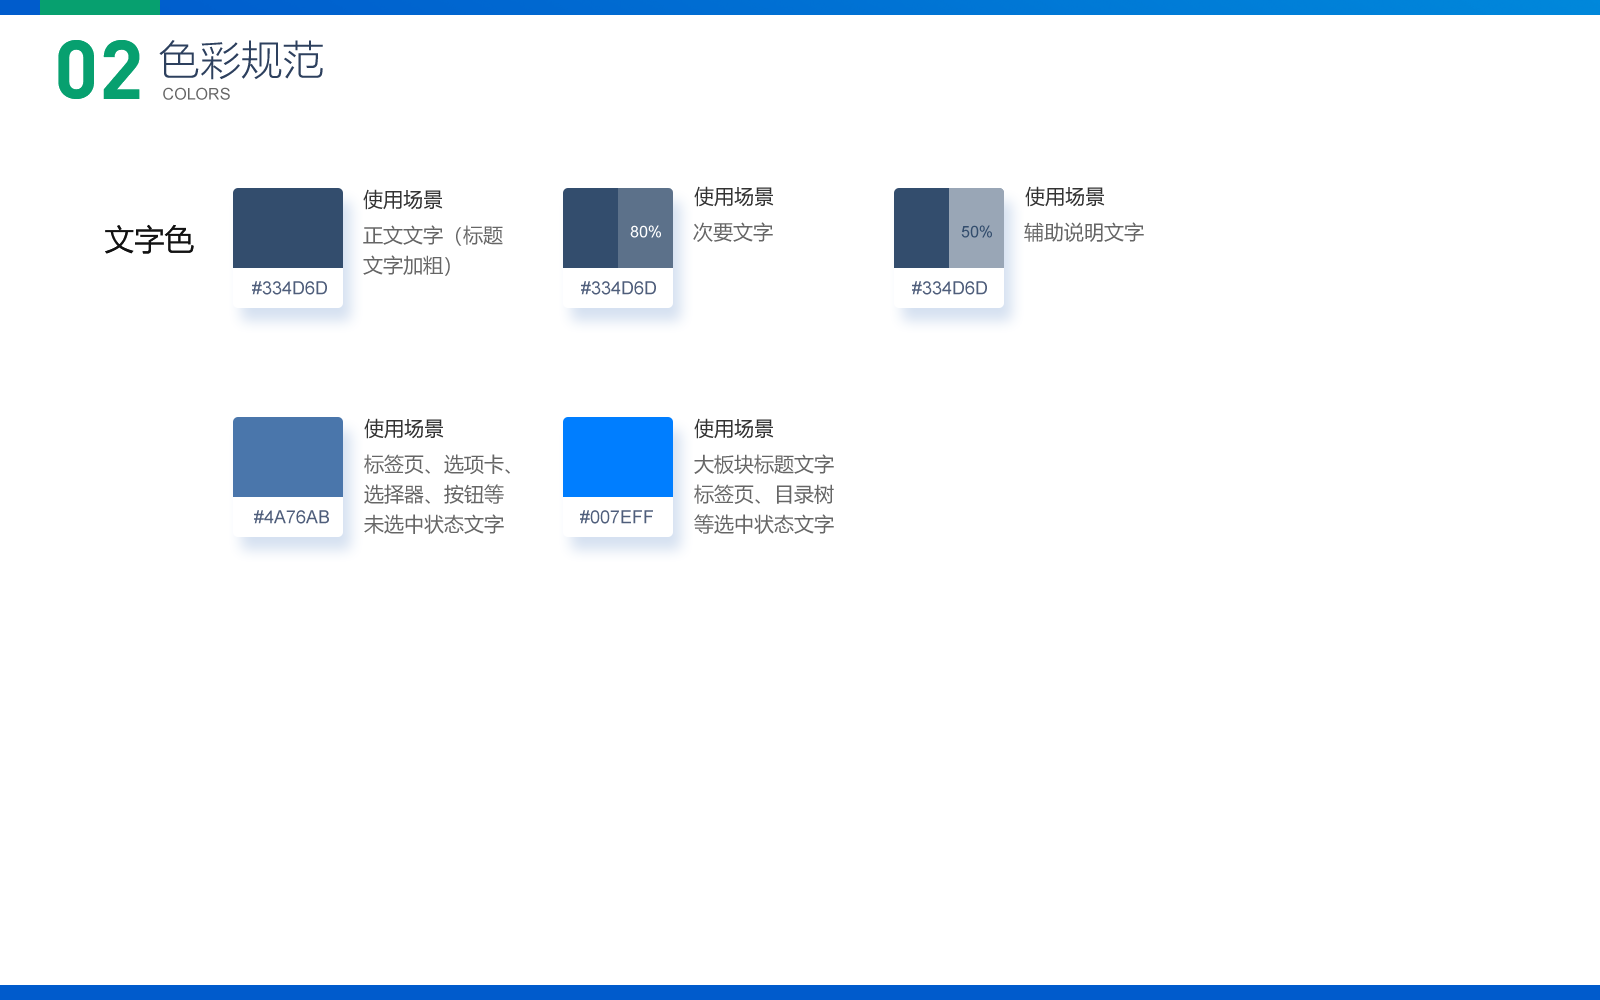 02 色彩规范
COLORS
文字色
#334D6D
使用场景
正文文字（标题
文字加粗）
80%
#334D6D
使用场景
次要文字
50%
#334D6D
使用场景
辅助说明文字
#4A76AB
使用场景
标签页、选项卡、
选择器、按钮等
未选中状态文字
#007EFF
使用场景
大板块标题文字
标签页、目录树
等选中状态文字